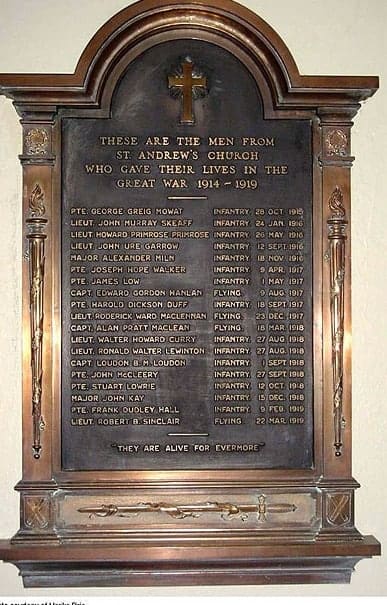 THESE ARE THE MEN FROM
ST. ANDREW'S CHURCH
WHO GAVE THEIR LIVES IN THE
GREAT WAR 1914 - 1919
PTE. GEORGE GREIG MOWAT INFANTRY 28 OCT 1915
LIEUT. JOHN MURRAY SKEAFF INFANTRY 24 JAN 1916
LIEUT. HOWARD PRIMROSE PRIMROSE INFANTRY 26 MAY 1916
LIEUT. JOHN URE GARROW INFANTRY 12 SEPT 1916
MAJOR ALEXANDER MILN INFANTRY 18 NOV 1916
PTE. JOSEPH HOPE WALKER INFANTRY 9 APR. 1917
PTE. JAMES LOW INFANTRY 1 MAY 1917
CAPT. EDWARD GORDON HANLAN FLYING 9 AUG. 1917
PTE. HAROLD DICKSON DUFF INFANTRY 18 SEPT 1917
LIEUT. RODERICK WARD MACLENNAN FLYING 23 DEC. 1917
CAPT. ALAN PRATT MACLEAN FLYING 18 MAR. 1918
LIEUT. WALTER HOWARD CURRY INFANTRY 27 AUG. 1918
LIEUT. RONALD WALTER LEWINTON INFANTRY 27 AUG. 1918
CAPT. LOUDON B. M. LOUDON INFANTRY 1 SEPT. 1918
PTE. JOHN McCLEERY INFANTRY 27 SEPT. 1918
PTE. STUART LOWRIE INFANTRY 12 OCT. 1918
MAJOR JOHN KAY INFANTRY 15 DEC. 1918
PTE. FRANK DUDLEY HALL INFANTRY 9 FEB. 1919
LIEUT. ROBERT B. SINCLAIR FLYING 22 MAR. 1919
"THEY ARE ALIVE FOR EVERMORE"
courtesy of